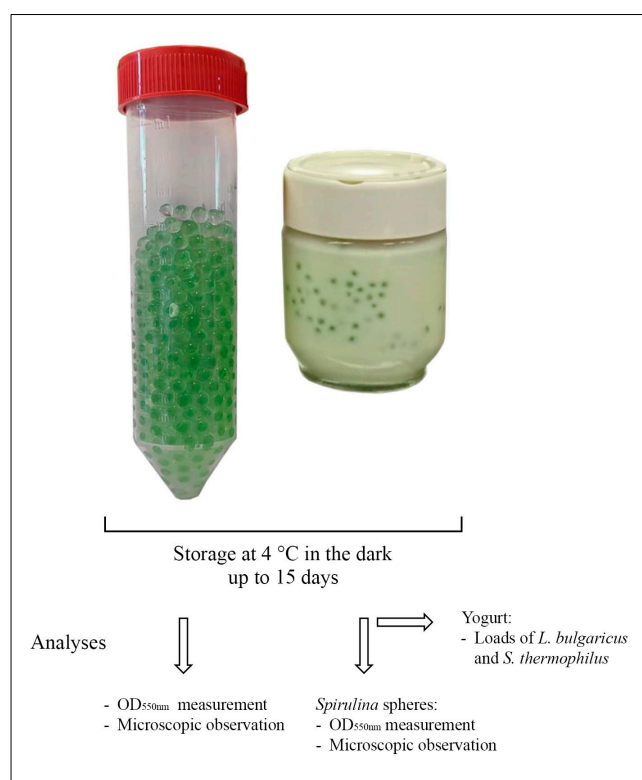 Storage at 4 °C in the dark
up to 15 days
Analyses
- OD550nm measurement
- Microscopic observation
Spirulina spheres:
- OD550nm measurement
- Microscopic observation
Yogurt:
- Loads of L. bulgaricus
and S. thermophilus